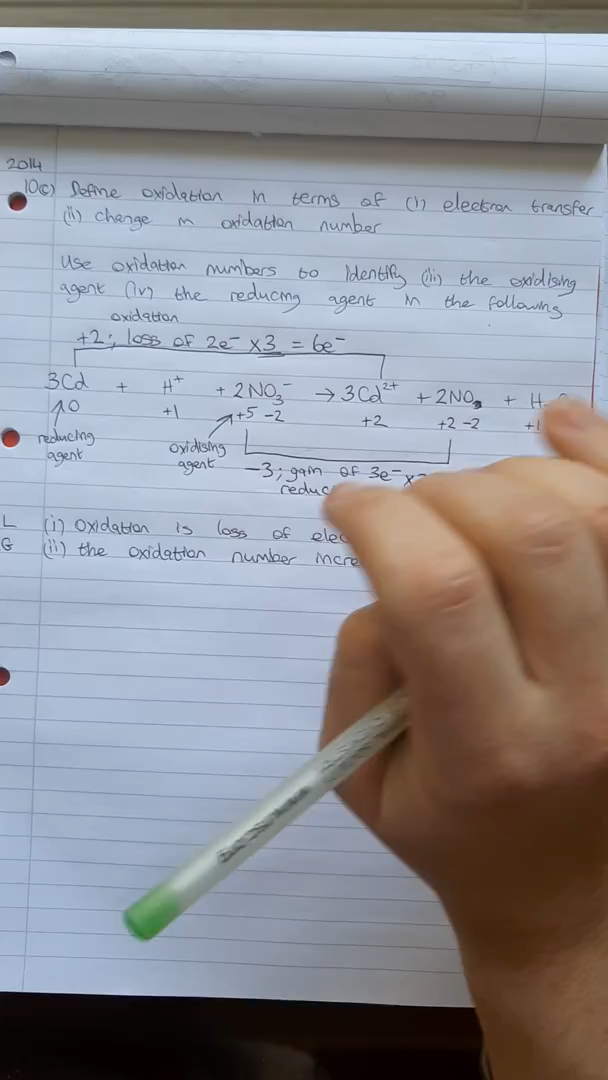 2014
10(c) Define oxidation in terms of (i) electron transfer
(ii) change in oxidation number
Use oxidation numbers to identify (iii) the oxidising
agent (iv) the reducing agent in the following
oxidation
+2; loss of 2e⁻ ×3 = 6e⁻
3Cd + H⁺ + 2NO₃⁻ → 3Cd²⁺ + 2NO + H
0 +1 +5 -2 +2 +2 -2
reducing agent
oxidising agent
-3; gain of 3e⁻ ×
L (i) Oxidation is loss of
G (ii) the oxidation number